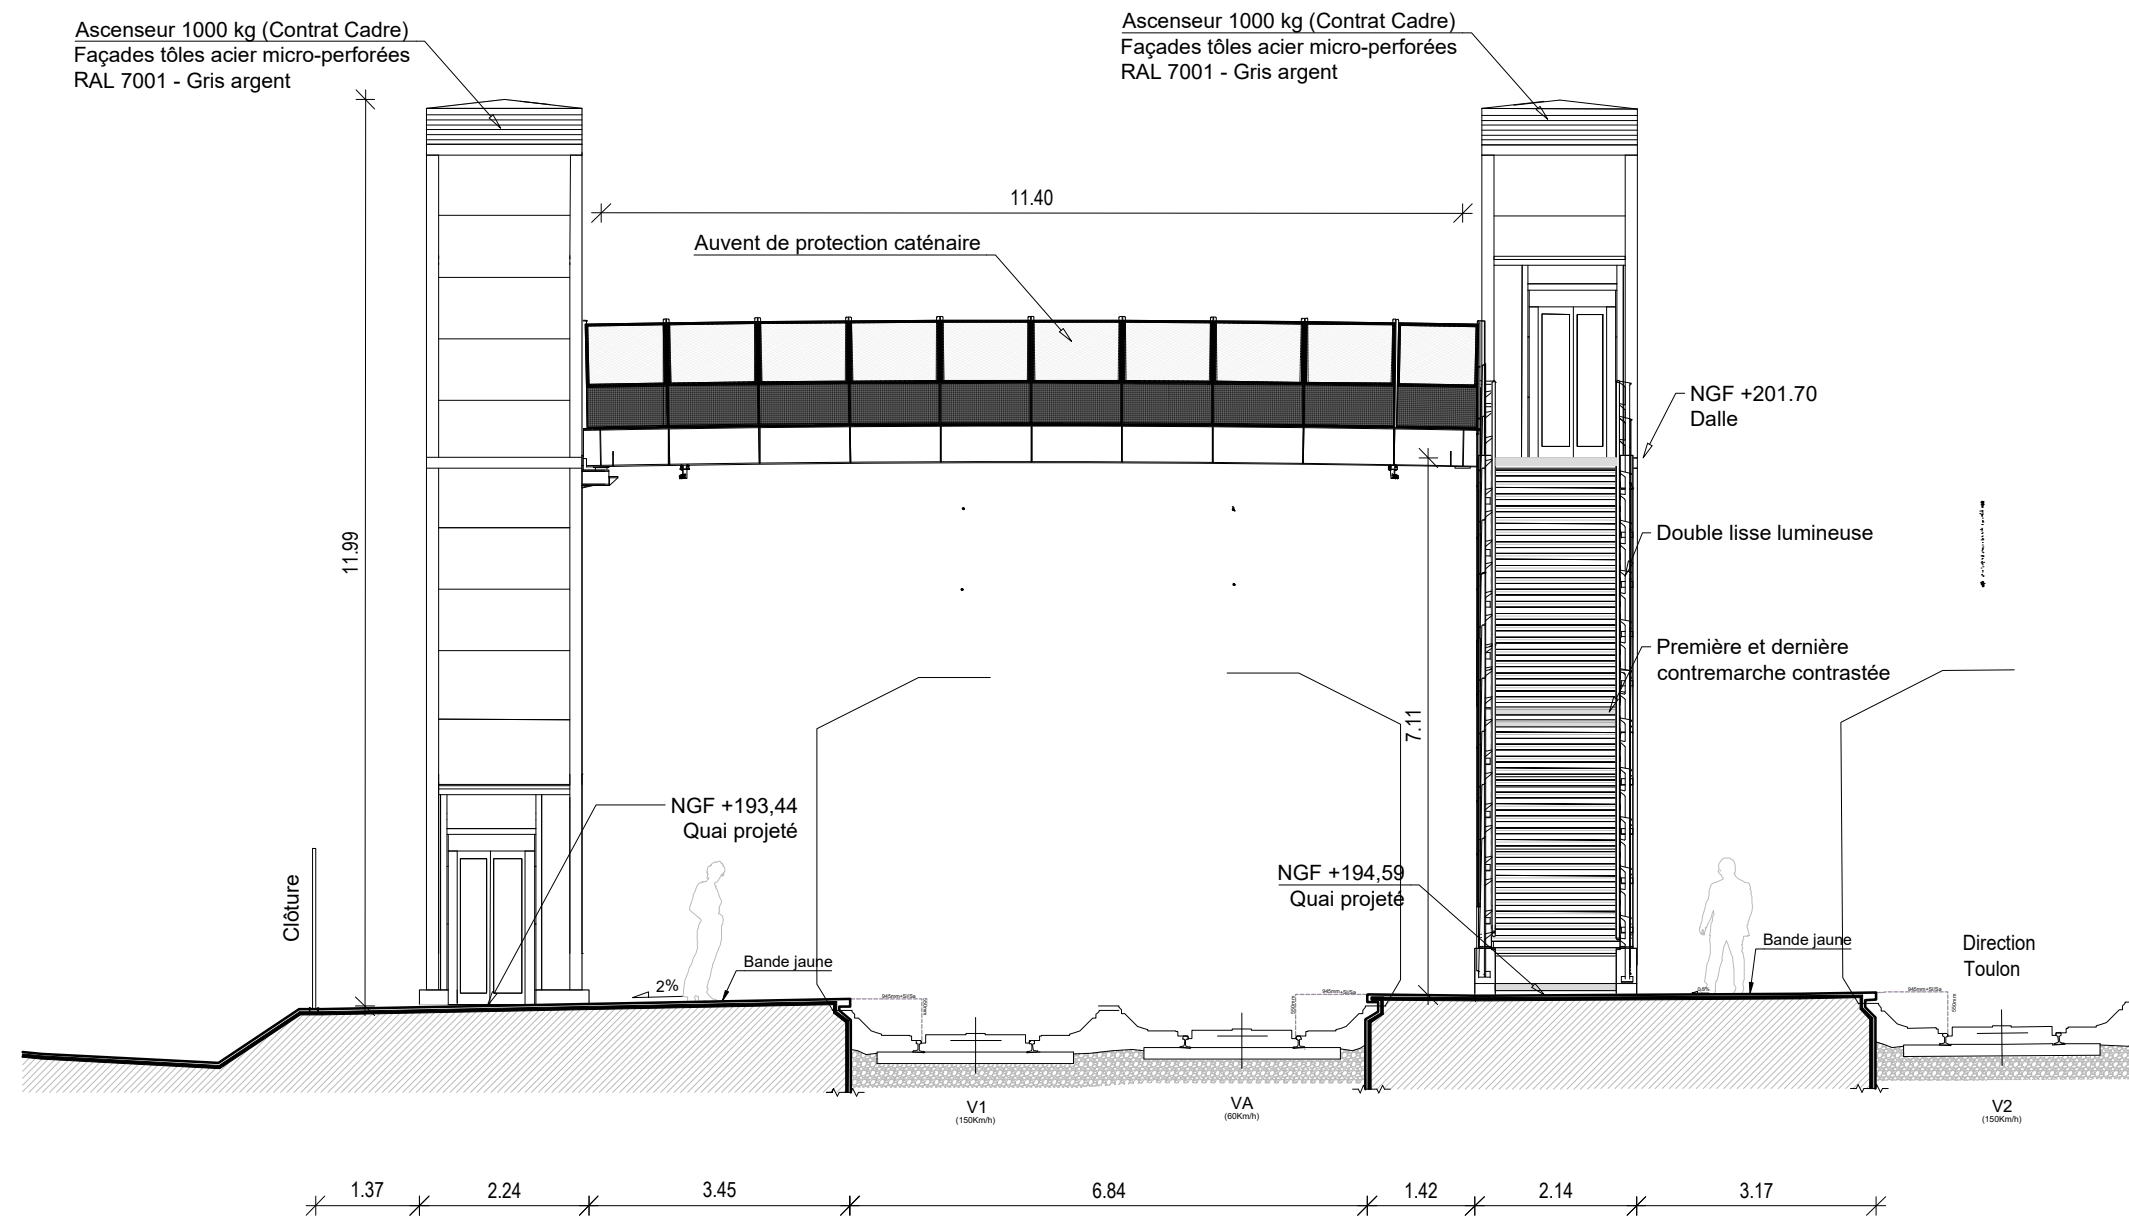 Ascenseur 1000 kg (Contrat Cadre)
Façades tôles acier micro-perforées
RAL 7001 - Gris argent
Ascenseur 1000 kg (Contrat Cadre)
Façades tôles acier micro-perforées
RAL 7001 - Gris argent
11.40
Auvent de protection caténaire
NGF +201.70
Dalle
11.99
Double lisse lumineuse
Première et dernière
contremarche contrastée
7.11
NGF +193,44
Quai projeté
NGF +194,59
Quai projeté
Clôture
2%
Bande jaune
Bande jaune
Direction
Toulon
0,6%
550mm
550mm
V1
(150Km/h)
VA
(60Km/h)
V2
(150Km/h)
1.37
2.24
3.45
6.84
1.42
2.14
3.17